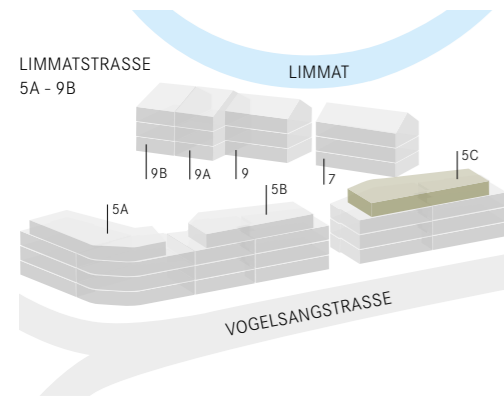 LIMMATSTRASSE
5A - 9B
LIMMAT
9B
9A
9
7
5C
5B
5A
VOGELSANGSTRASSE